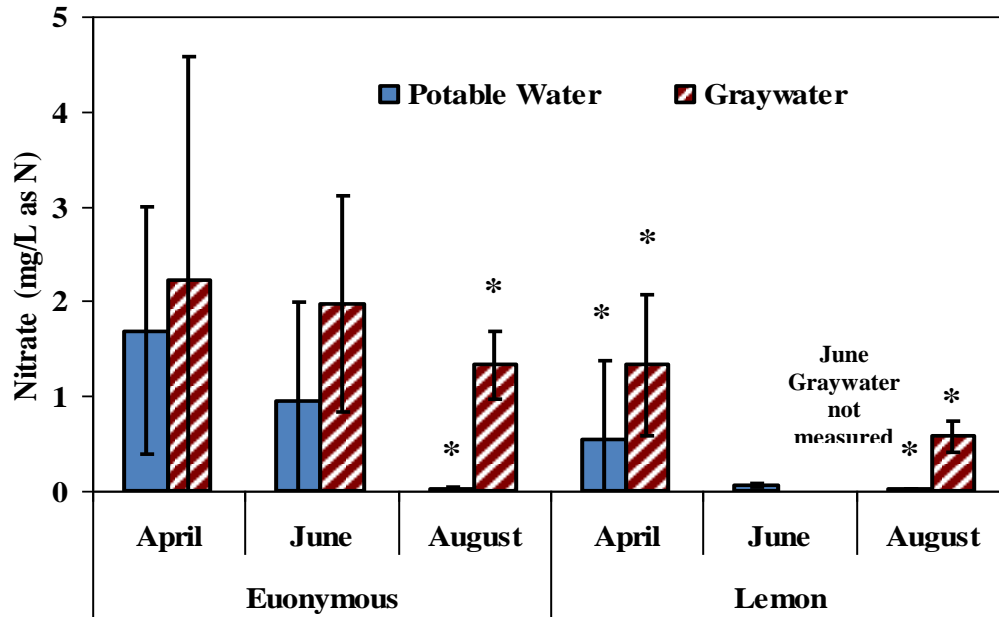 5
4
3
2
1
0
Nitrate (mg/L as N)
Potable Water
Graywater
*
*
*
*
*
*
June
Graywater
not
measured
April
June
August
April
June
August
Euonymous
Lemon